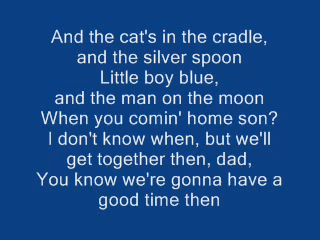 And the cat's in the cradle,
and the silver spoon
Little boy blue,
and the man on the moon
When you comin' home son?
I don't know when, but we'll
get together then, dad,
You know we're gonna have a
good time then